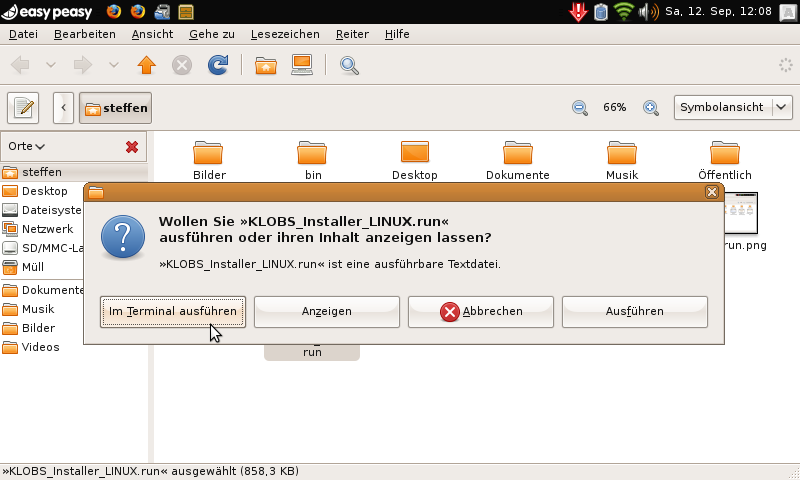 easy peasy
Sa, 12. Sep, 12:08
Datei Bearbeiten Ansicht Gehe zu Lesezeichen Reiter Hilfe
steffen
66%
Symbolansicht
Orte
steffen
Desktop
Dateisyste
Netzwerk
SD/MMC-La
Müll
Dokumente
Musik
Bilder
Videos
Bilder
bin
Desktop
Dokumente
Musik
Öffentlich
run.png
Wollen Sie »KLOBS_Installer_LINUX.run«
ausführen oder ihren Inhalt anzeigen lassen?
»KLOBS_Installer_LINUX.run« ist eine ausführbare Textdatei.
Im Terminal ausführen
Anzeigen
Abbrechen
Ausführen
run
»KLOBS_Installer_LINUX.run« ausgewählt (858,3 KB)